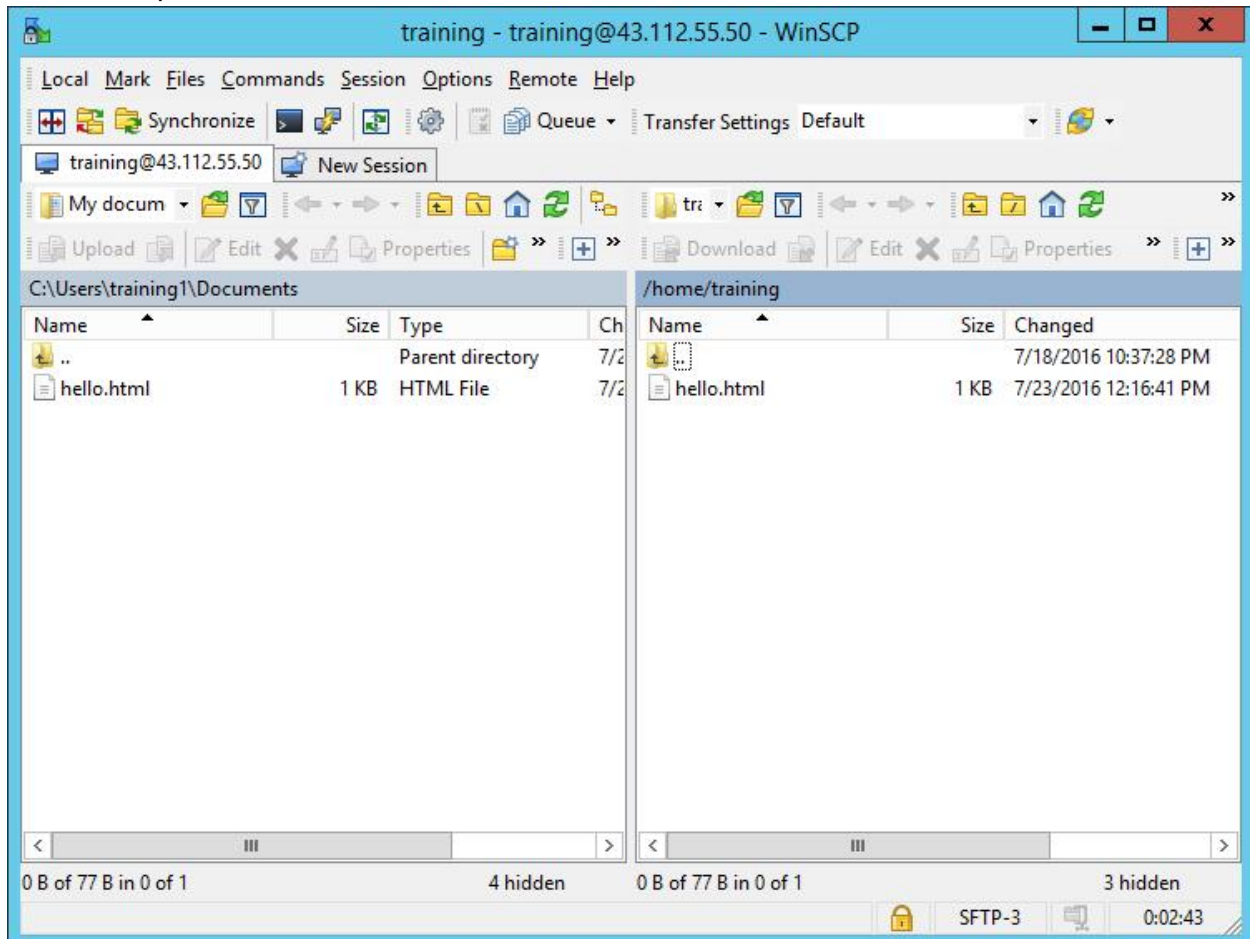 training - training@43.112.55.50 - WinSCP
Local Mark Files Commands Session Options Remote Help
Synchronize Queue Transfer Settings Default
training@43.112.55.50 New Session
My docum tra
Upload Edit Properties Download Edit Properties
C:\Users\training1\Documents /home/training
Name Size Type Ch Name Size Changed
.. Parent directory 7/2 .. 7/18/2016 10:37:28 PM
hello.html 1 KB HTML File 7/2 hello.html 1 KB 7/23/2016 12:16:41 PM
0 B of 77 B in 0 of 1 4 hidden 0 B of 77 B in 0 of 1 3 hidden
SFTP-3 0:02:43